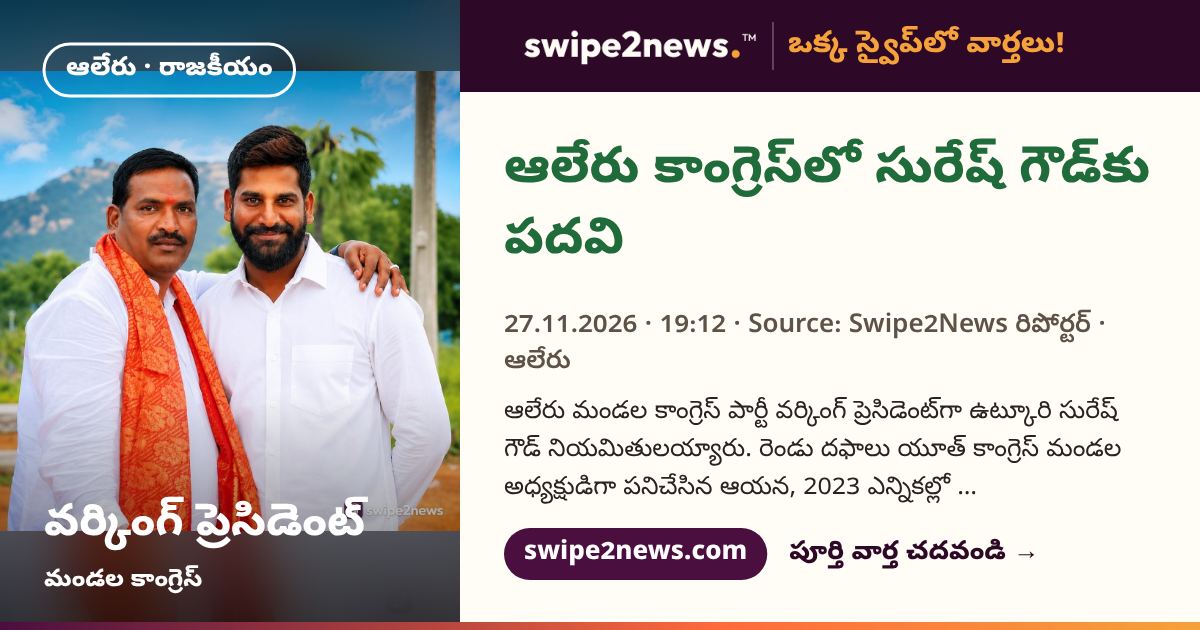 ఆలేరు · రాజకీయం
swipe2news.™ | ఒక్క స్వైప్‌లో వార్తలు!
ఆలేరు కాంగ్రెస్‌లో సురేష్ గౌడ్‌కు
పదవి
27.11.2026 · 19:12 · Source: Swipe2News రిపోర్టర్ ·
ఆలేరు
ఆలేరు మండల కాంగ్రెస్ పార్టీ వర్కింగ్ ప్రెసిడెంట్‌గా ఉట్కూరి సురేష్
గౌడ్ నియమితులయ్యారు. రెండు దఫాలు యూత్ కాంగ్రెస్ మండల
అధ్యక్షుడిగా పనిచేసిన ఆయన, 2023 ఎన్నికల్లో ...
swipe2news.com పూర్తి వార్త చదవండి →
swipe2news
వర్కింగ్ ప్రెసిడెంట్
మండల కాంగ్రెస్